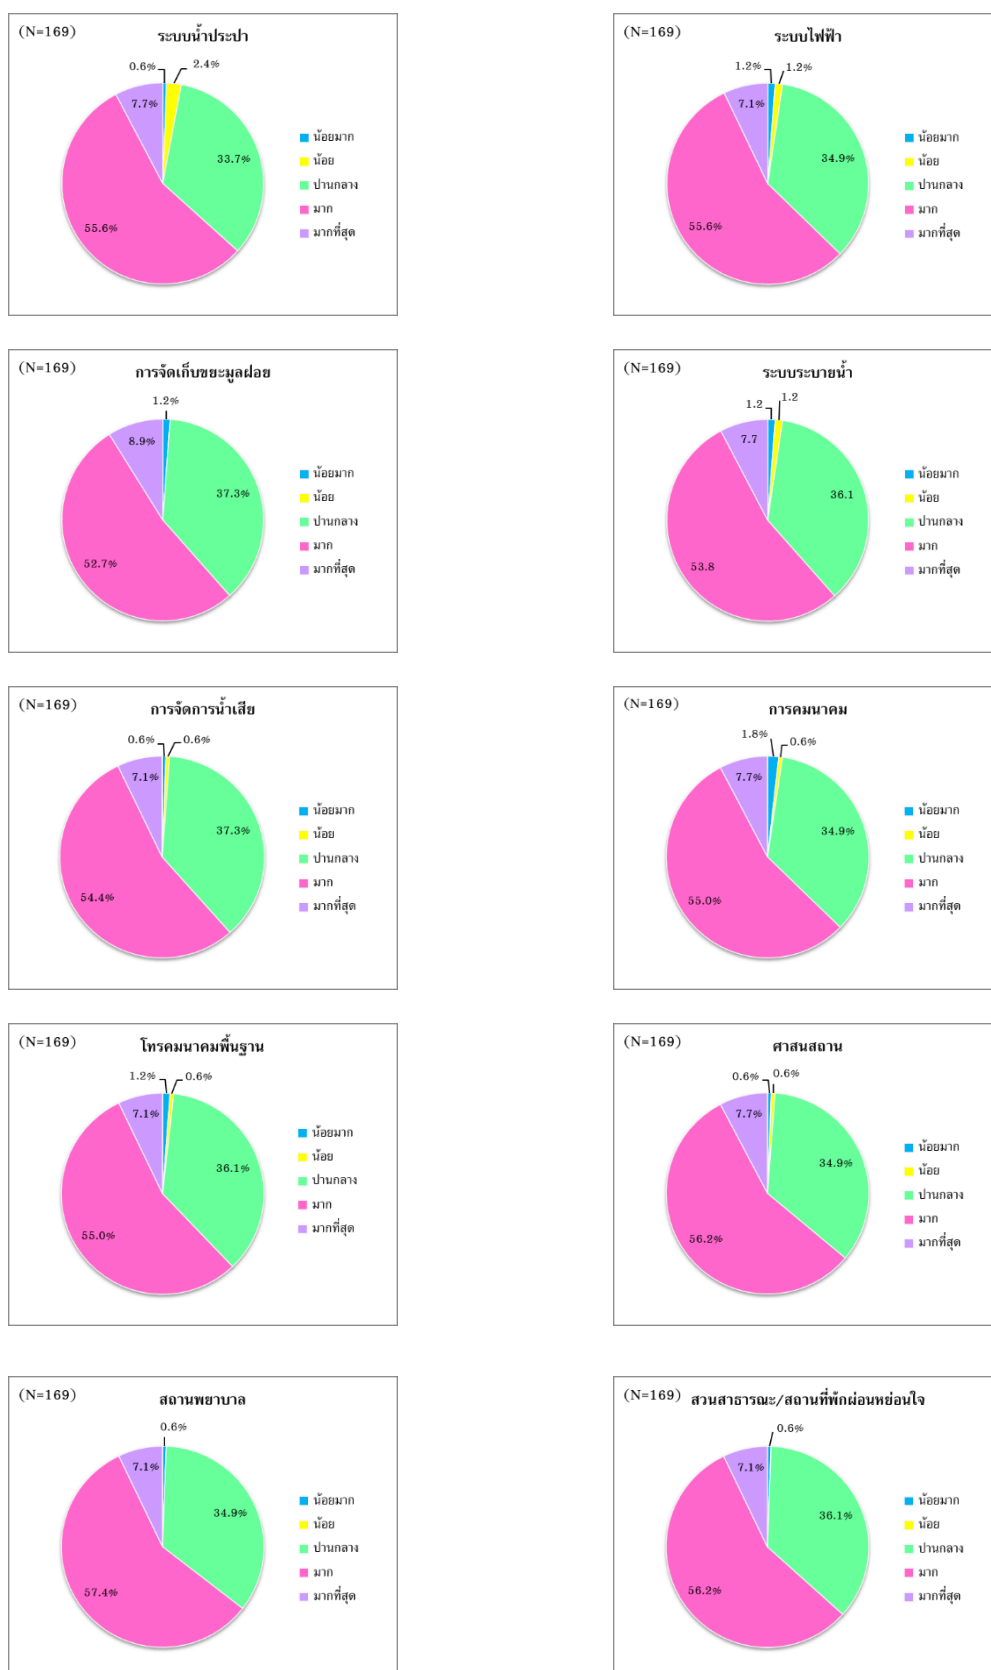 (N=169)
ระบบน้ำประปา
0.6%
2.4%
7.7%
33.7%
55.6%
น้อยมาก
น้อย
ปานกลาง
มาก
มากที่สุด
(N=169)
ระบบไฟฟ้า
1.2%
1.2%
7.1%
34.9%
55.6%
น้อยมาก
น้อย
ปานกลาง
มาก
มากที่สุด
(N=169)
การจัดเก็บขยะมูลฝอย
1.2%
8.9%
37.3%
52.7%
น้อยมาก
น้อย
ปานกลาง
มาก
มากที่สุด
(N=169)
ระบบระบายน้ำ
1.2
1.2
7.7
36.1
53.8
น้อยมาก
น้อย
ปานกลาง
มาก
มากที่สุด
(N=169)
การจัดการน้ำเสีย
0.6%
0.6%
7.1%
37.3%
54.4%
น้อยมาก
น้อย
ปานกลาง
มาก
มากที่สุด
(N=169)
การคมนาคม
1.8%
0.6%
7.7%
34.9%
55.0%
น้อยมาก
น้อย
ปานกลาง
มาก
มากที่สุด
(N=169)
โทรคมนาคมพื้นฐาน
1.2%
0.6%
7.1%
36.1%
55.0%
น้อยมาก
น้อย
ปานกลาง
มาก
มากที่สุด
(N=169)
ศาสนสถาน
0.6%
0.6%
7.7%
34.9%
56.2%
น้อยมาก
น้อย
ปานกลาง
มาก
มากที่สุด
(N=169)
สถานพยาบาล
0.6%
7.1%
34.9%
57.4%
น้อยมาก
น้อย
ปานกลาง
มาก
มากที่สุด
(N=169)
สวนสาธารณะ/สถานที่พักผ่อนหย่อนใจ
0.6%
7.1%
36.1%
56.2%
น้อยมาก
น้อย
ปานกลาง
มาก
มากที่สุด